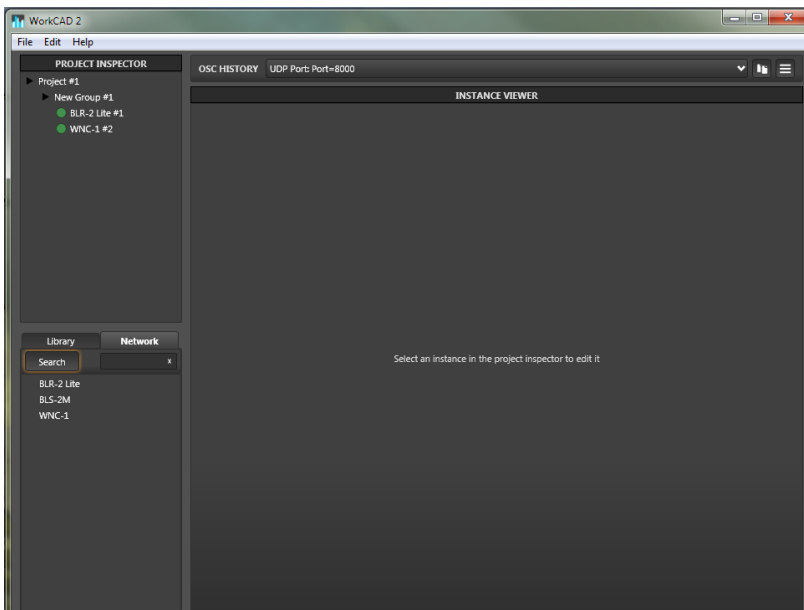 WorkCAD 2
File Edit Help
PROJECT INSPECTOR
Project #1
New Group #1
BLR-2 Lite #1
WNC-1 #2
OSC HISTORY UDP Port: Port=8000
INSTANCE VIEWER
Select an instance in the project inspector to edit it
Library Network
Search x
BLR-2 Lite
BLS-2M
WNC-1